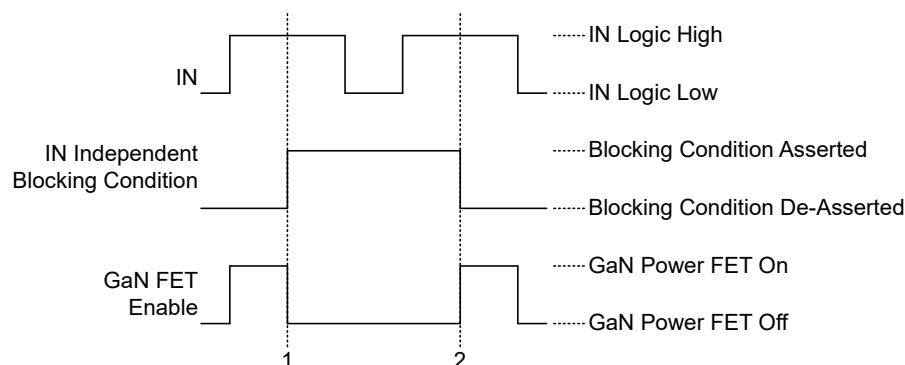 IN
IN Logic High
IN Logic Low
IN Independent
Blocking Condition
Blocking Condition Asserted
Blocking Condition De-Asserted
GaN FET
Enable
GaN Power FET On
GaN Power FET Off
1
2